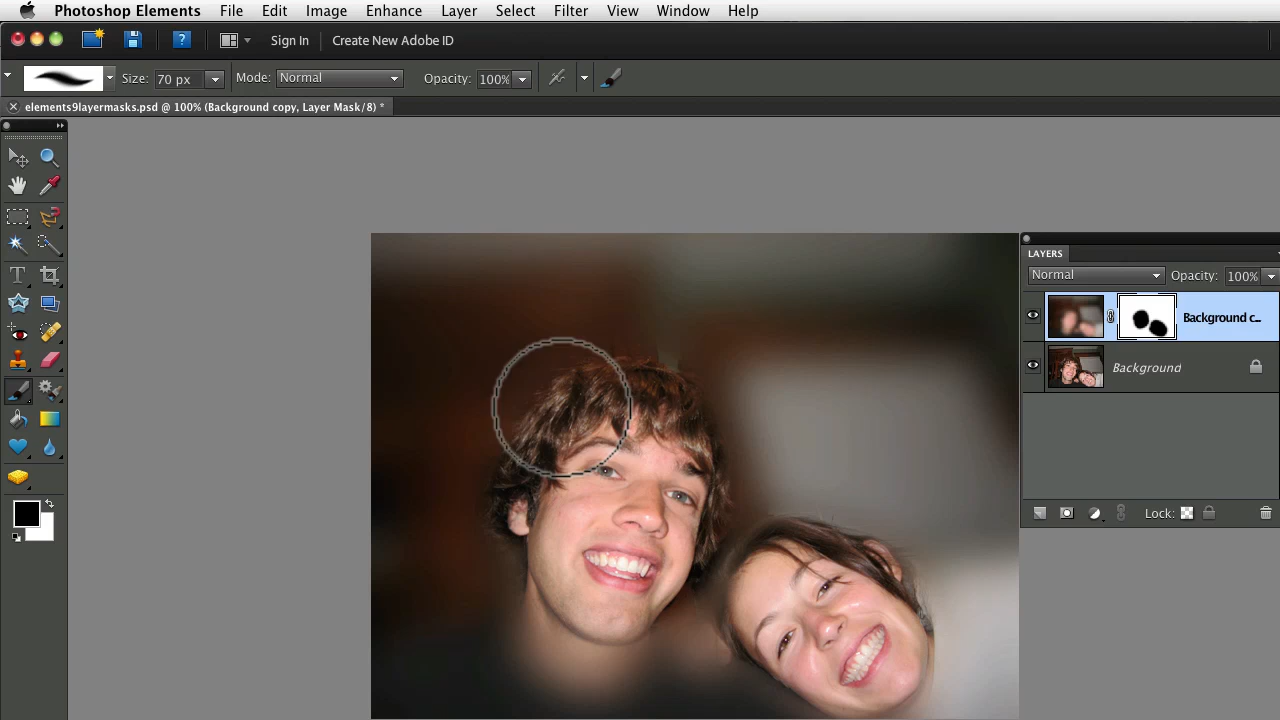 Photoshop Elements File Edit Image Enhance Layer Select Filter View Window Help
Sign In Create New Adobe ID
Size: 70 px Mode: Normal Opacity: 100%
elements9layermasks.psd @ 100% (Background copy, Layer Mask/8) *
LAYERS
Normal Opacity: 100%
Background c...
Background
Lock: